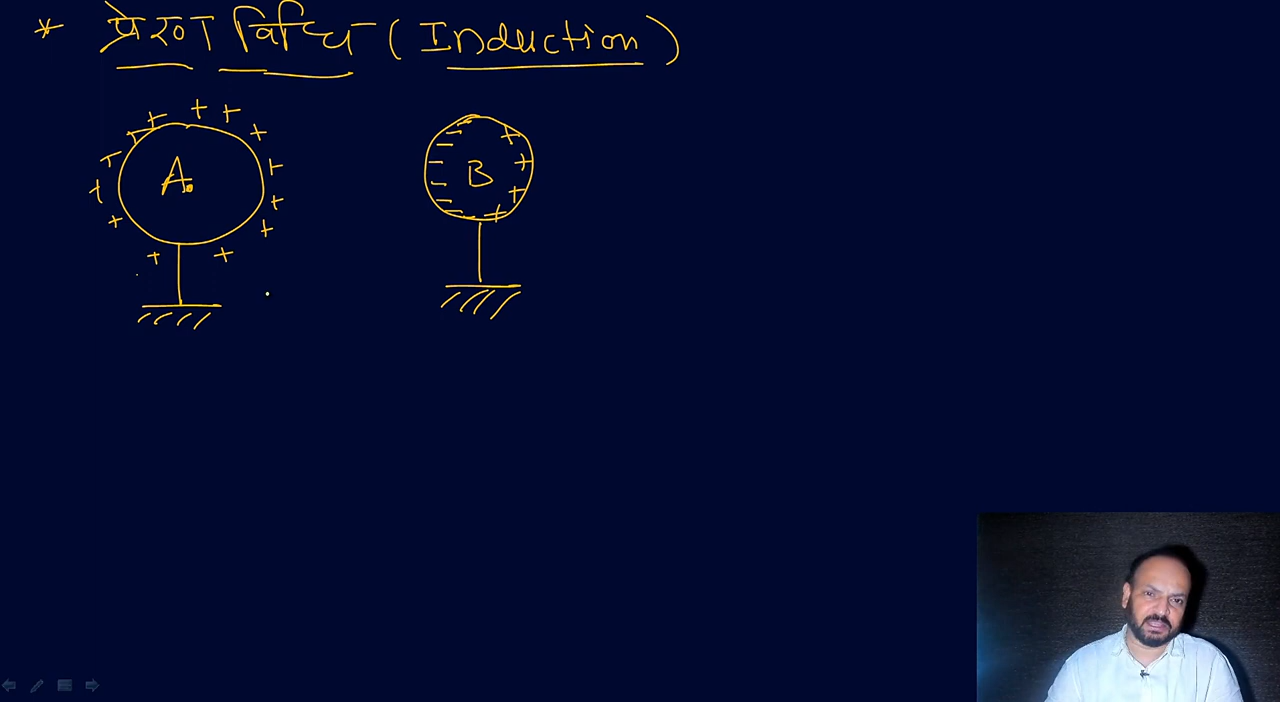 * प्रेरण विधि (Induction)
+ + + + + + + + + + + + + +
A
- - - - - - - + + + +
B